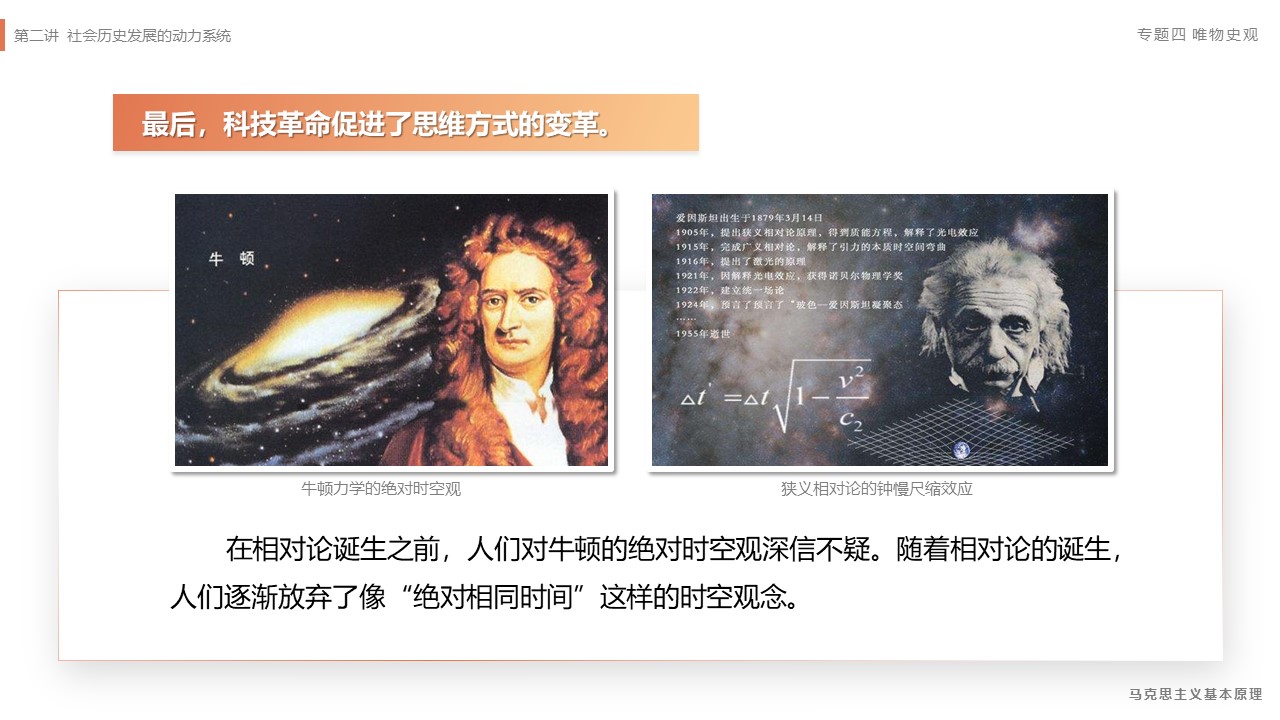 第二讲 社会历史发展的动力系统
专题四 唯物史观
最后，科技革命促进了思维方式的变革。
牛 顿
爱因斯坦出生于1879年3月14日
1905年，提出狭义相对论原理，得到质能方程，解释了光电效应
1915年，完成广义相对论，解释了引力的本质时空间弯曲
1916年，提出了激光的原理
1921年，因解释光电效应，获得诺贝尔物理学奖
1922年，建立统一场论
1924年，预言了预言了“玻色—爱因斯坦凝聚态
……
1955年逝世
△t' =△t√1−v²/c₂
牛顿力学的绝对时空观
狭义相对论的钟慢尺缩效应
在相对论诞生之前，人们对牛顿的绝对时空观深信不疑。随着相对论的诞生，
人们逐渐放弃了像“绝对相同时间”这样的时空观念。
马克思主义基本原理